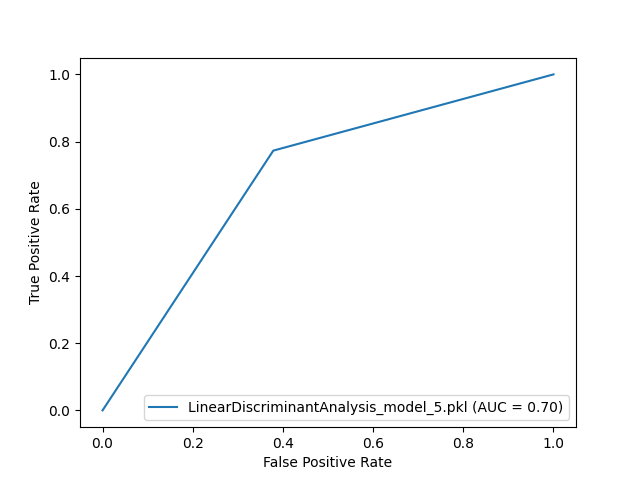 1.0
0.8
0.6
0.4
0.2
0.0
True Positive Rate
LinearDiscriminantAnalysis_model_5.pkl (AUC = 0.70)
0.0 0.2 0.4 0.6 0.8 1.0
False Positive Rate